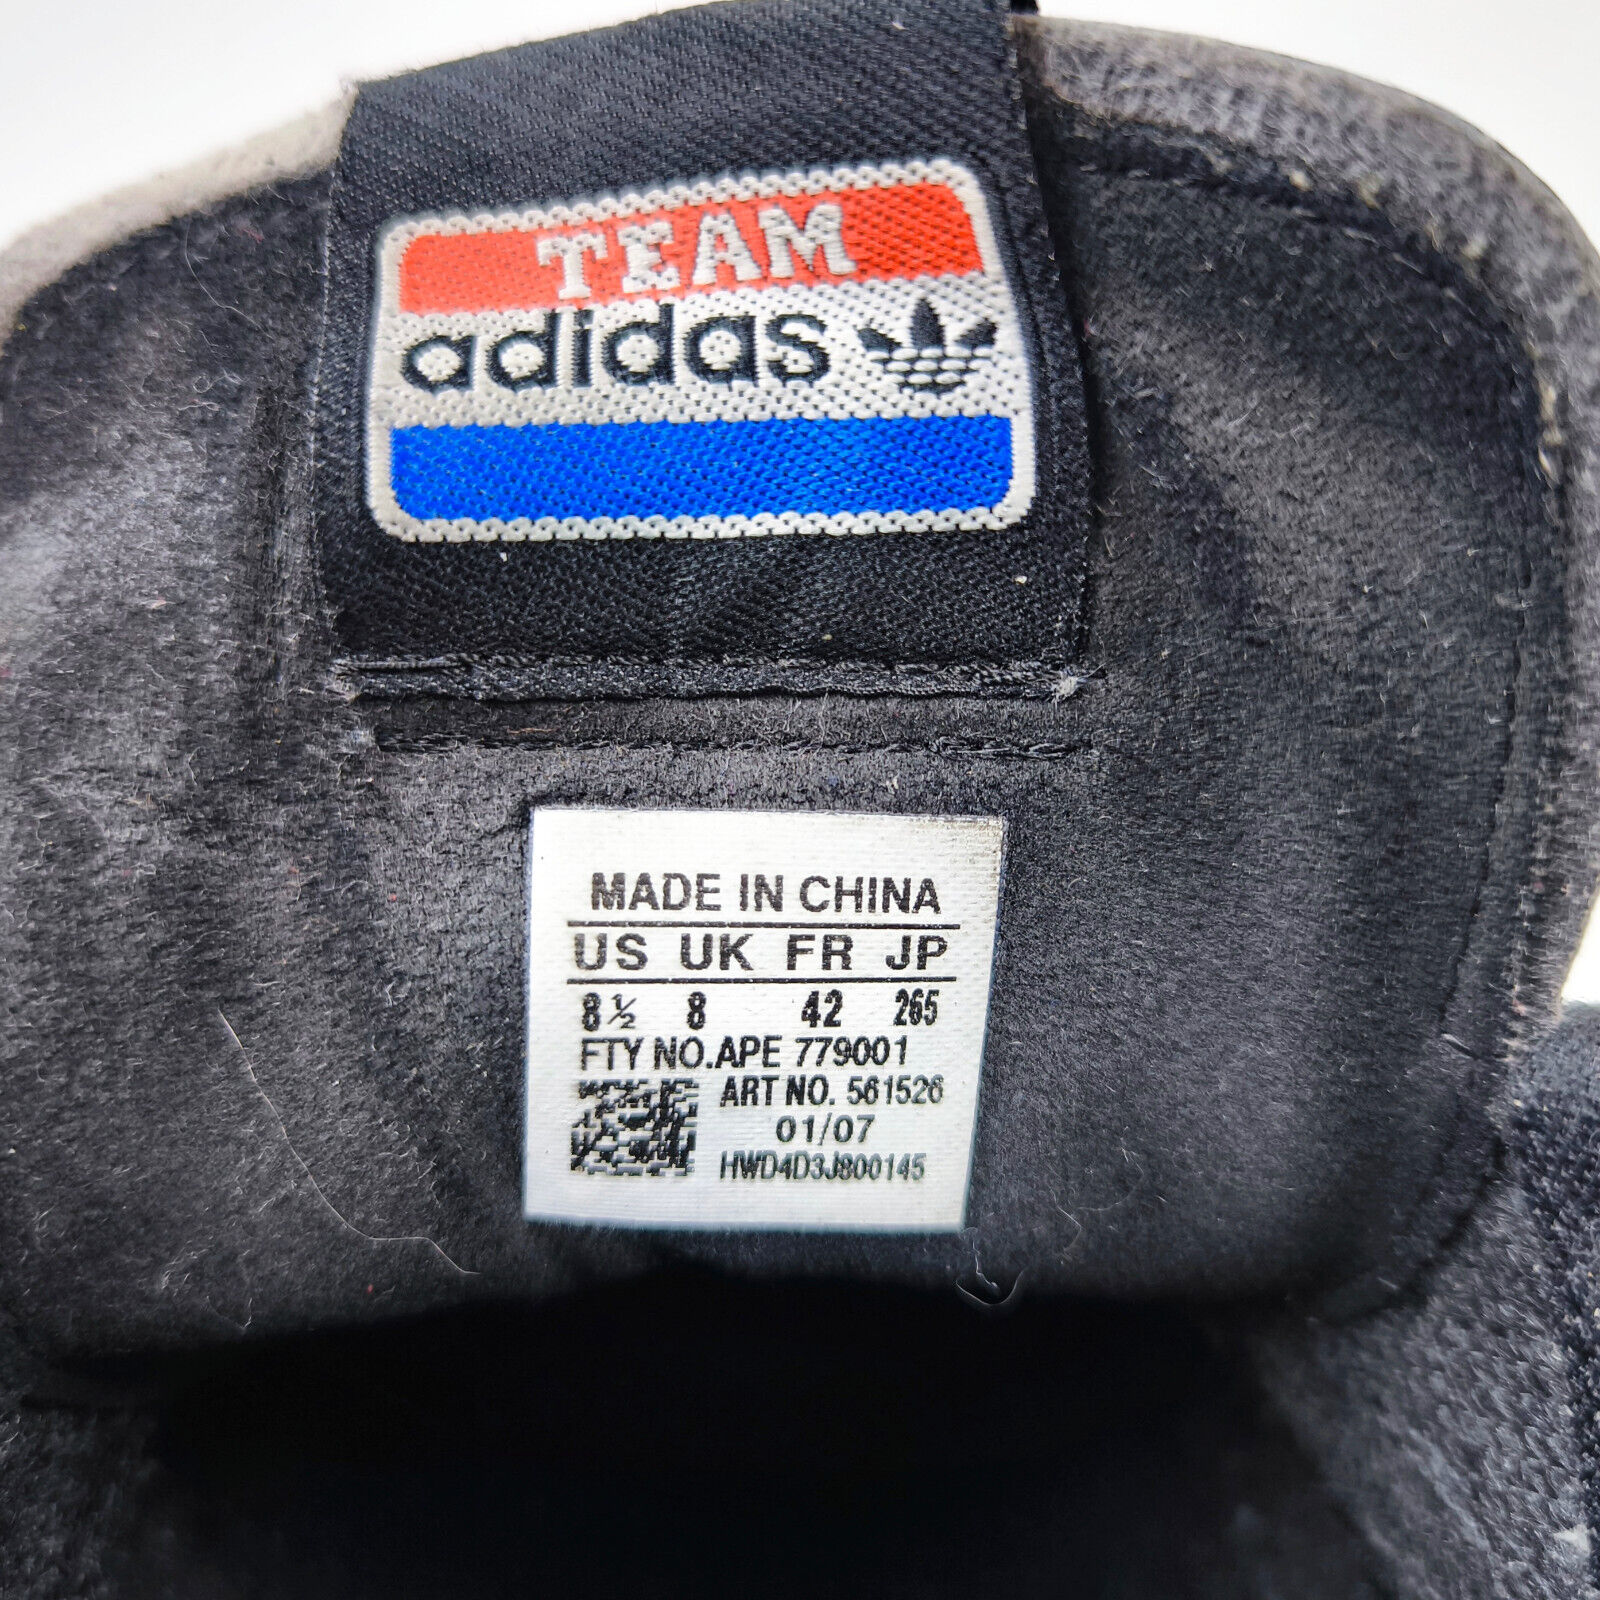 TEAM
adidas
MADE IN CHINA
US UK FR JP
8½ 8 42 265
FTY NO.APE 779001
ART NO. 561526
01/07
HWD4D3J800145